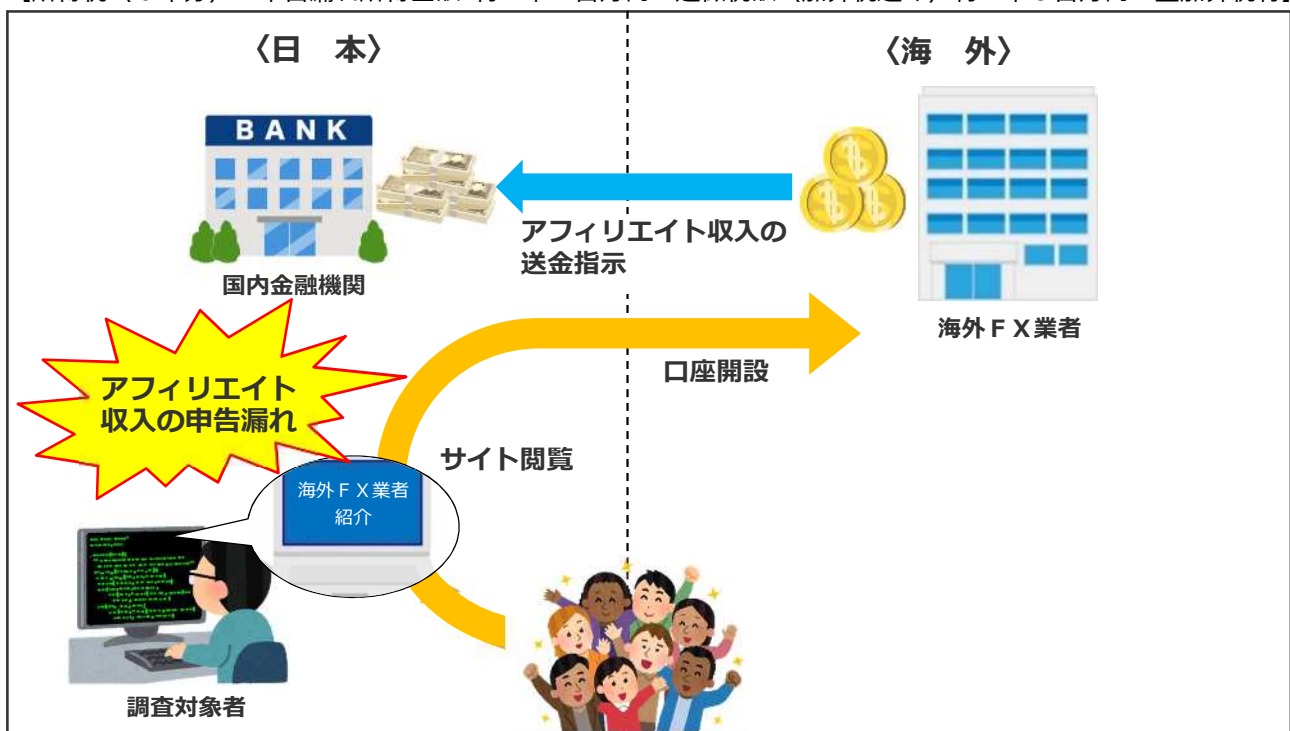 〈日　本〉
〈海　外〉
BANK
アフィリエイト収入の
送金指示
国内金融機関
海外ＦＸ業者
口座開設
アフィリエイト
収入の申告漏れ
サイト閲覧
海外ＦＸ業者
紹介
調査対象者